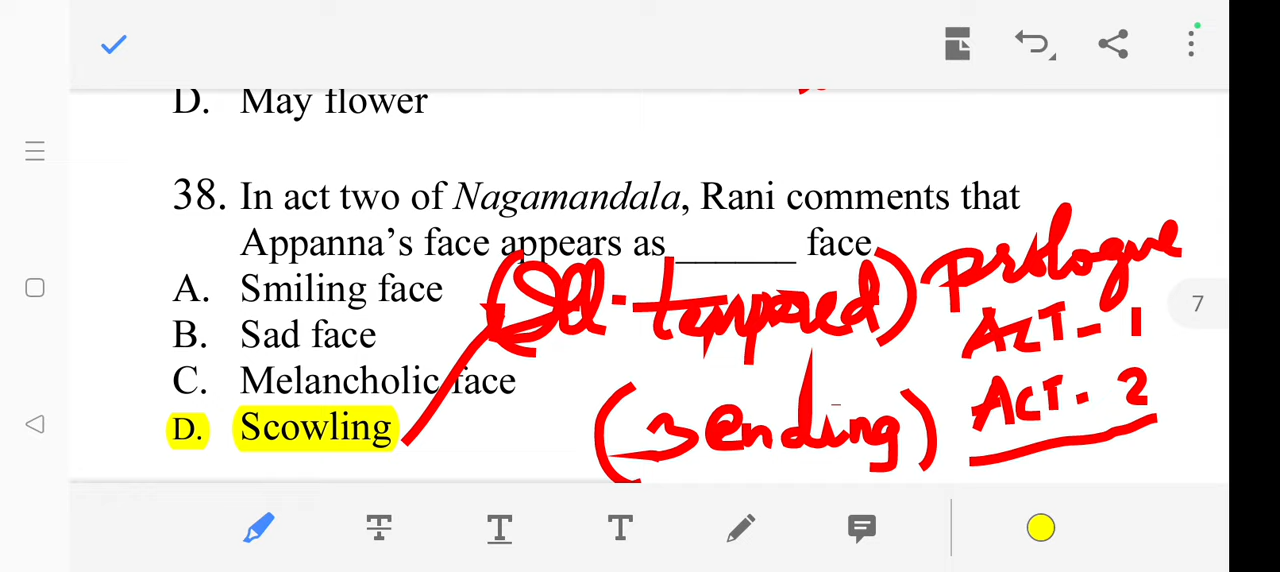 D. May flower
38. In act two of Nagamandala, Rani comments that
Appanna's face appears as ______ face.
A. Smiling face
B. Sad face
C. Melancholic face
D. Scowling
(Ill-tempored)
(3 ending)
Prologue
ACT-1
ACT-2
7